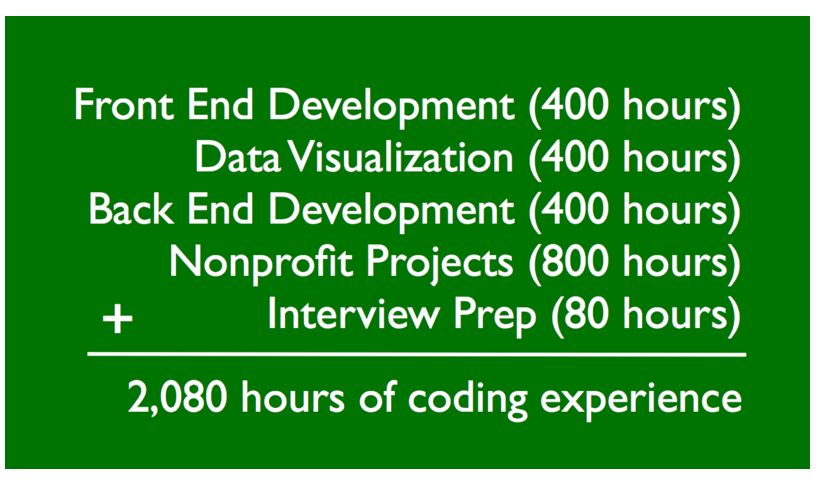 Front End Development (400 hours)
Data Visualization (400 hours)
Back End Development (400 hours)
Nonprofit Projects (800 hours)
+ Interview Prep (80 hours)
2,080 hours of coding experience